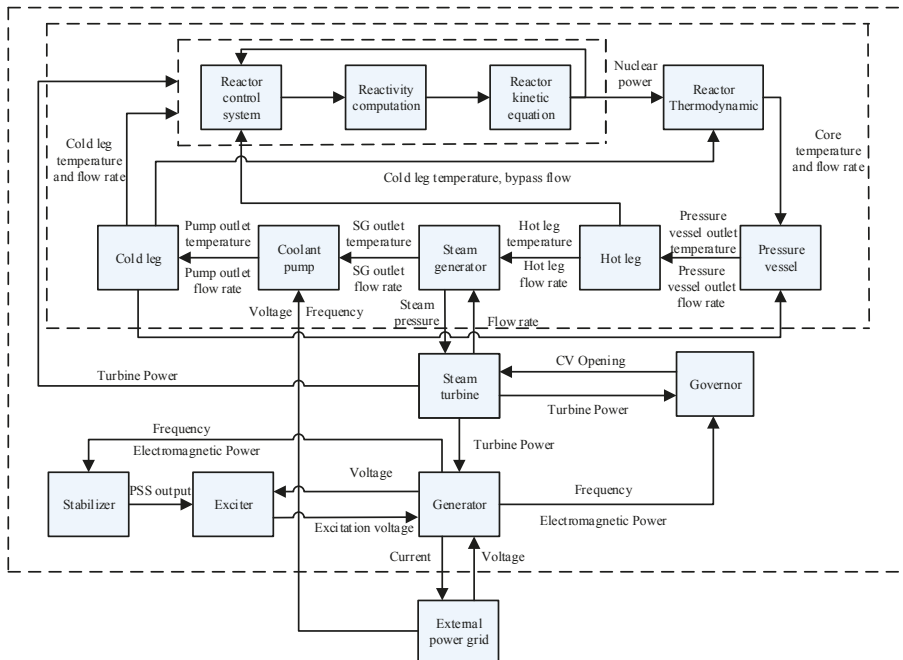 Reactor
control
system
Reactivity
computation
Reactor
kinetic
equation
Nuclear
power
Reactor
Thermodynamic
Cold leg
temperature
and flow rate
Core
temperature
and flow rate
Cold leg temperature, bypass flow
Cold leg
Pump outlet
temperature
Pump outlet
flow rate
Coolant
pump
SG outlet
temperature
SG outlet
flow rate
Steam
generator
Hot leg
temperature
Hot leg
flow rate
Hot leg
Pressure
vessel outlet
temperature
Pressure
vessel outlet
flow rate
Pressure
vessel
Voltage
Frequency
Steam
pressure
Flow rate
Turbine Power
Steam
turbine
CV Opening
Turbine Power
Governor
Turbine Power
Frequency
Electromagnetic Power
Stabilizer
PSS output
Exciter
Voltage
Excitation voltage
Generator
Frequency
Electromagnetic Power
Current
Voltage
External
power grid